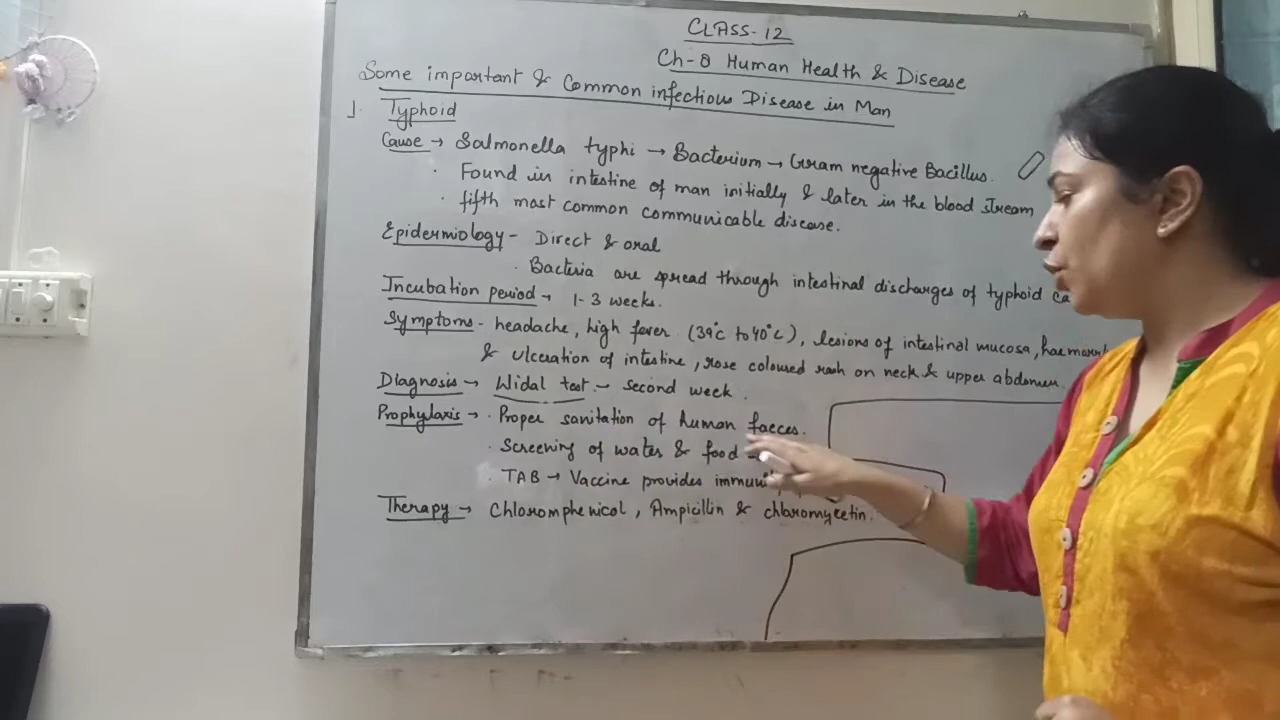 CLASS-12
Ch-8 Human Health & Disease
Some important & Common infectious Disease in Man
1. Typhoid
Cause → Salmonella typhi → Bacterium → Gram negative Bacillus.
· Found in intestine of man initially & later in the blood stream
· fifth most common communicable disease.
Epidermiology - Direct & oral
· Bacteria are spread through intestinal discharges of typhoid
Incubation period → 1-3 weeks.
Symptoms - headache, high fever (39°C to 40°C), lesions of intestinal mucosa,
& ulceration of intestine, rose coloured rash on neck & upper abdomen.
Diagnosis → Widal test - second week.
Prophylaxis → · Proper sanitation of human faeces.
· Screening of water & food
· TAB → Vaccine provides
Therapy → Chloromphenicol, Ampicillin & chloromycetin.